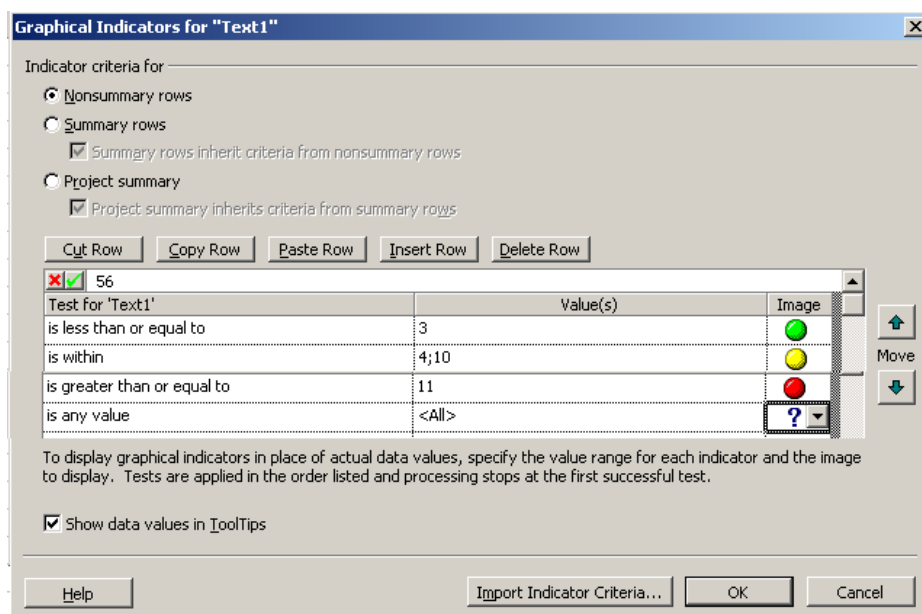 Graphical Indicators for "Text1"
Indicator criteria for
Nonsummary rows
Summary rows
Summary rows inherit criteria from nonsummary rows
Project summary
Project summary inherits criteria from summary rows
Cut Row Copy Row Paste Row Insert Row Delete Row
56
Test for 'Text1' Value(s) Image
is less than or equal to 3
is within 4;10
Move
is greater than or equal to 11
is any value <All> ?
To display graphical indicators in place of actual data values, specify the value range for each indicator and the image
to display. Tests are applied in the order listed and processing stops at the first successful test.
Show data values in ToolTips
Help Import Indicator Criteria... OK Cancel